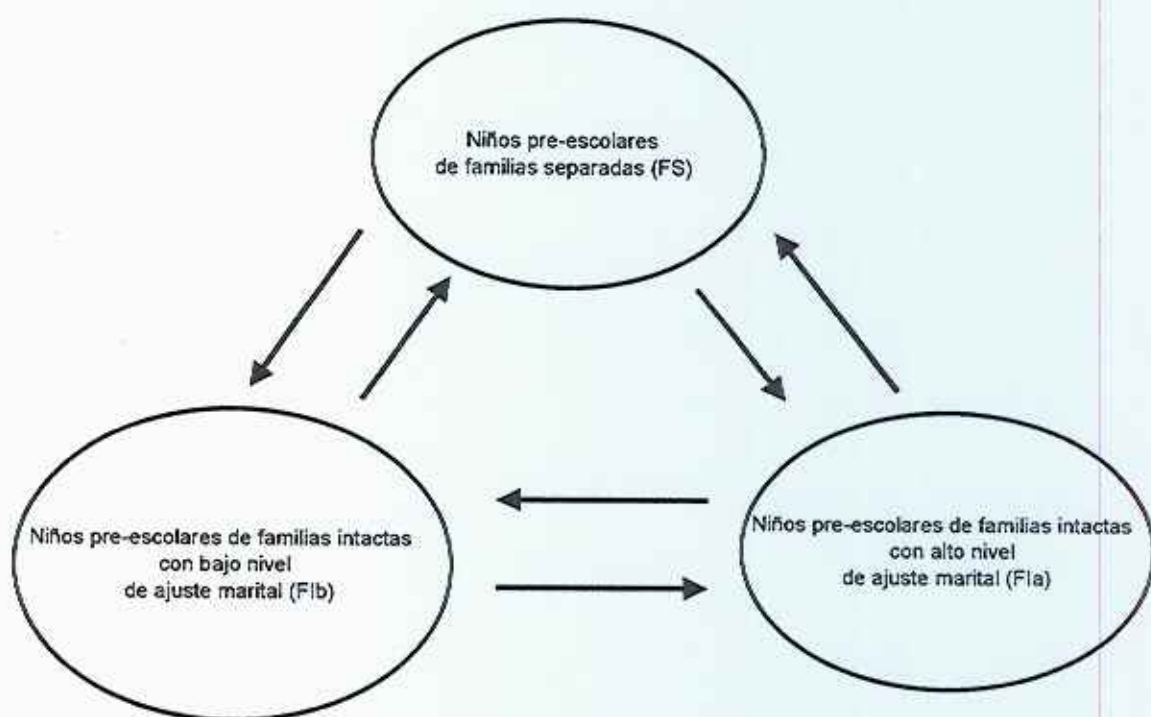 Niños pre-escolares
de familias separadas (FS)
Niños pre-escolares de familias intactas
con bajo nivel
de ajuste marital (FIb)
Niños pre-escolares de familias intactas
con alto nivel
de ajuste marital (FIa)